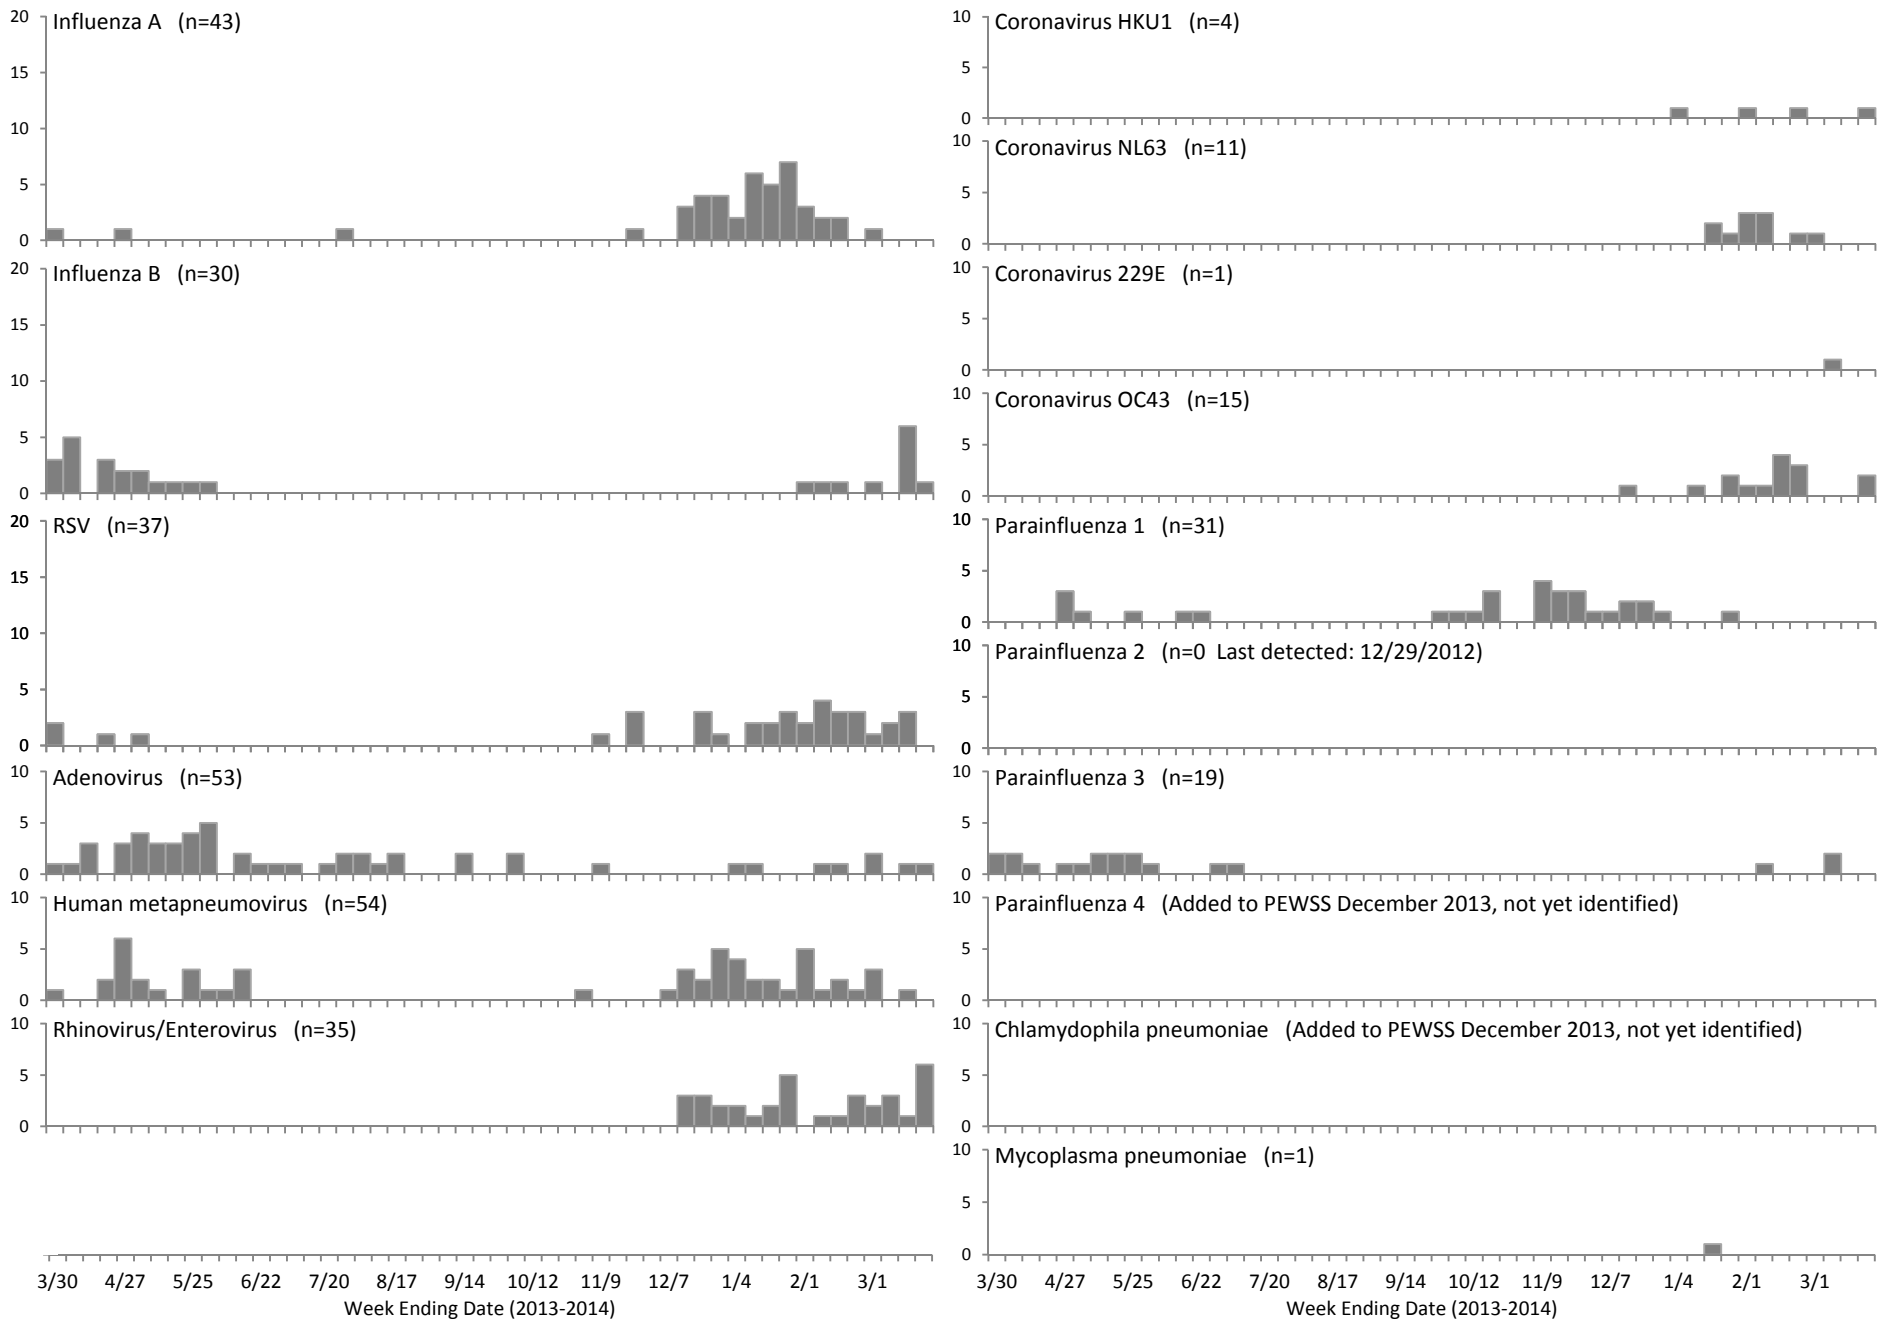 Influenza A (n=43)
20
15
10
5
0
Influenza B (n=30)
20
15
10
5
0
RSV (n=37)
20
15
10
5
0
Adenovirus (n=53)
10
5
0
Human metapneumovirus (n=54)
10
5
0
Rhinovirus/Enterovirus (n=35)
10
5
0
3/30 4/27 5/25 6/22 7/20 8/17 9/14 10/12 11/9 12/7 1/4 2/1 3/1
Week Ending Date (2013-2014)
Coronavirus HKU1 (n=4)
10
5
0
Coronavirus NL63 (n=11)
10
5
0
Coronavirus 229E (n=1)
10
5
0
Coronavirus OC43 (n=15)
10
5
0
Parainfluenza 1 (n=31)
10
5
0
Parainfluenza 2 (n=0 Last detected: 12/29/2012)
10
5
0
Parainfluenza 3 (n=19)
10
5
0
Parainfluenza 4 (Added to PEWSS December 2013, not yet identified)
10
5
0
Chlamydophila pneumoniae (Added to PEWSS December 2013, not yet identified)
10
5
0
Mycoplasma pneumoniae (n=1)
10
5
0
3/30 4/27 5/25 6/22 7/20 8/17 9/14 10/12 11/9 12/7 1/4 2/1 3/1
Week Ending Date (2013-2014)